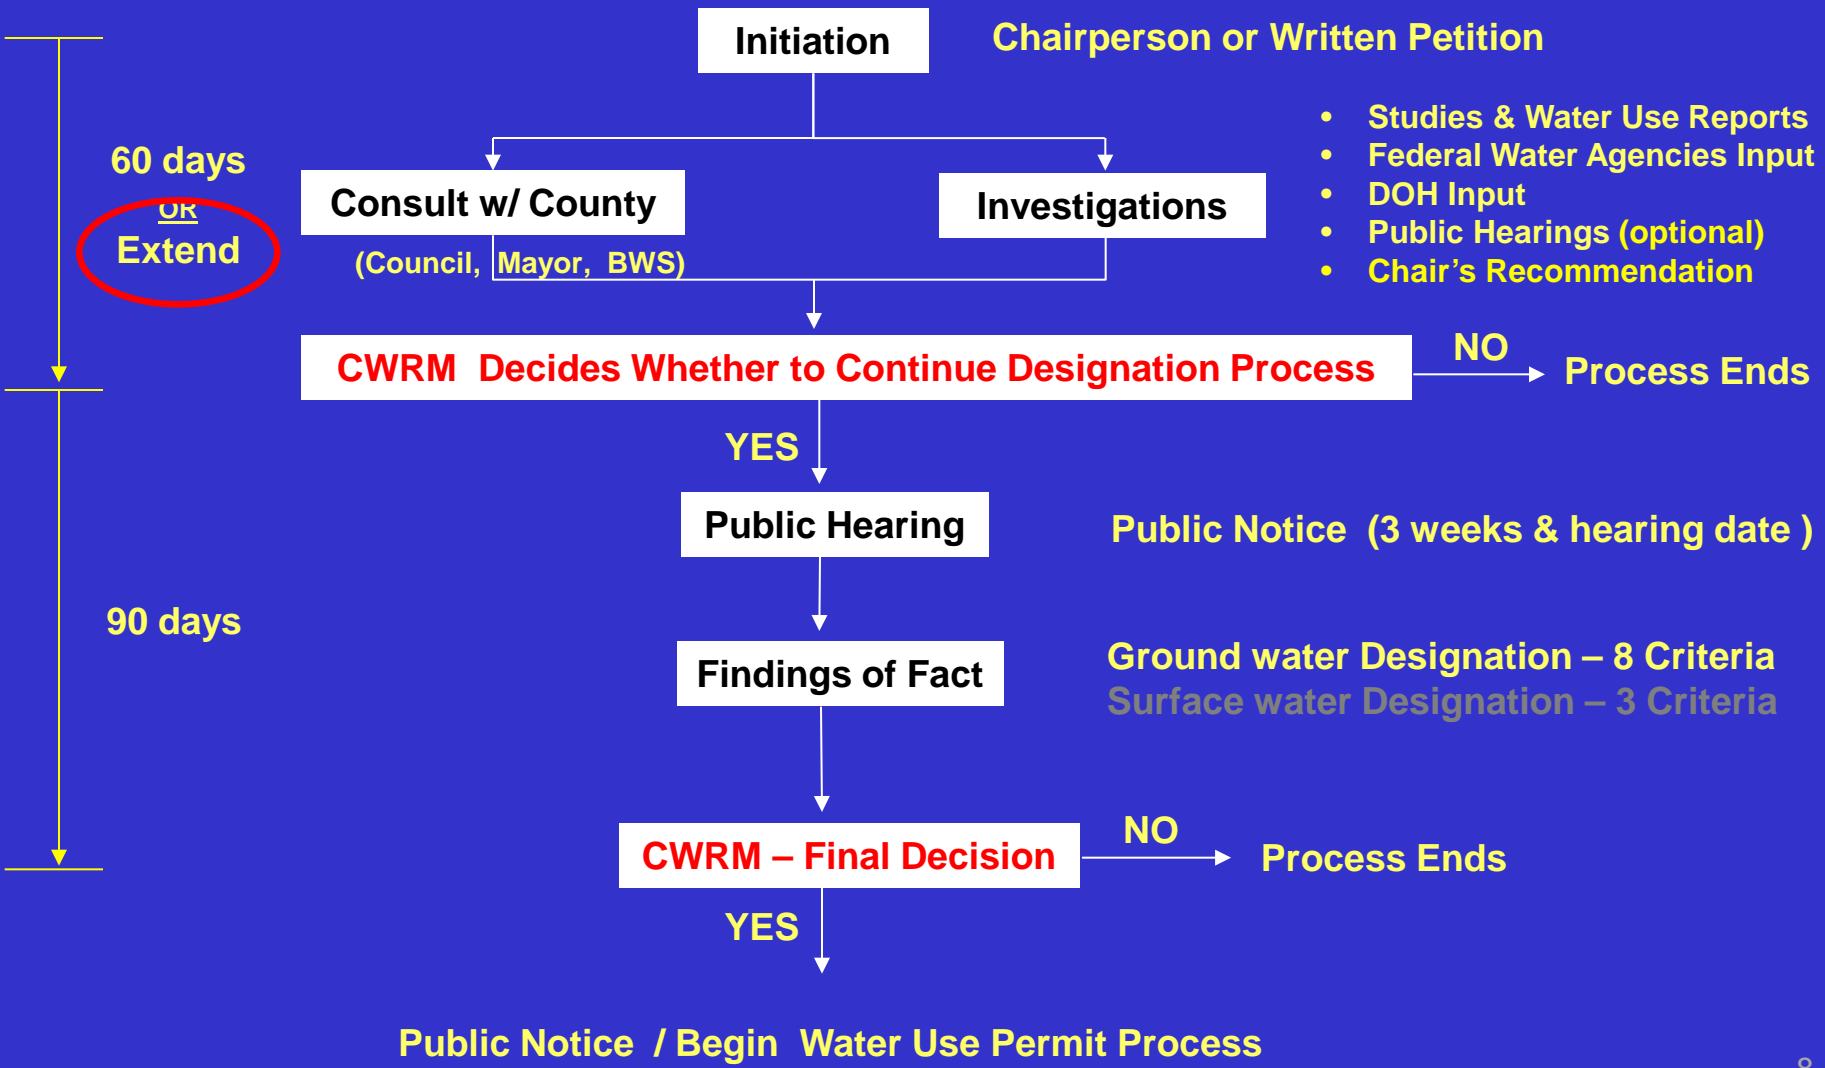 Initiation
Chairperson or Written Petition
• Studies & Water Use Reports
• Federal Water Agencies Input
• DOH Input
• Public Hearings (optional)
• Chair's Recommendation
60 days
OR
Extend
Consult w/ County
(Council, Mayor, BWS)
Investigations
CWRM Decides Whether to Continue Designation Process
NO
Process Ends
YES
Public Hearing
Public Notice (3 weeks & hearing date )
90 days
Findings of Fact
Ground water Designation – 8 Criteria
Surface water Designation – 3 Criteria
CWRM – Final Decision
NO
Process Ends
YES
Public Notice / Begin Water Use Permit Process
8